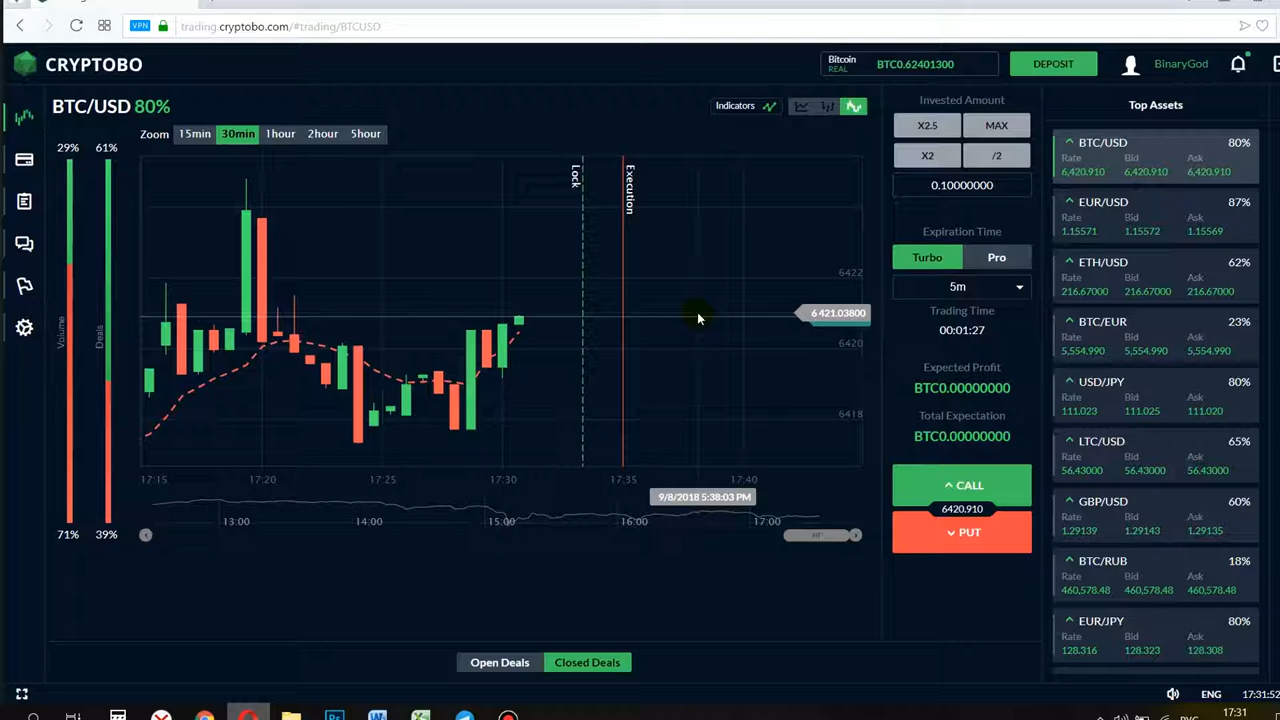 VPN trading.cryptobo.com/#trading/BTCUSD
CRYPTOBO
Bitcoin
REAL
BTC0.62401300
DEPOSIT
BinaryGod
BTC/USD 80%
Indicators
Zoom 15min 30min 1hour 2hour 5hour
29% 61%
Volume
Deals
71% 39%
Lock
Execution
6422
6 421.03800
6420
6418
17:15 17:20 17:25 17:30 17:35 17:40
9/8/2018 5:38:03 PM
13:00 14:00 15:00 16:00 17:00
Open Deals Closed Deals
Invested Amount
X2.5 MAX
X2 /2
0.10000000
Expiration Time
Turbo Pro
5m
Trading Time
00:01:27
Expected Profit
BTC0.00000000
Total Expectation
BTC0.00000000
CALL
6420.910
PUT
Top Assets
BTC/USD 80%
Rate Bid Ask
6,420.910 6,420.910 6,420.910
EUR/USD 87%
Rate Bid Ask
1.15571 1.15572 1.15569
ETH/USD 62%
Rate Bid Ask
216.67000 216.67000 216.67000
BTC/EUR 23%
Rate Bid Ask
5,554.990 5,554.990 5,554.990
USD/JPY 80%
Rate Bid Ask
111.023 111.025 111.020
LTC/USD 65%
Rate Bid Ask
56.43000 56.43000 56.43000
GBP/USD 60%
Rate Bid Ask
1.29139 1.29143 1.29135
BTC/RUB 18%
Rate Bid Ask
460,578.48 460,578.48 460,578.48
EUR/JPY 80%
Rate Bid Ask
128.316 128.323 128.308
ENG 17:31:52
17:31